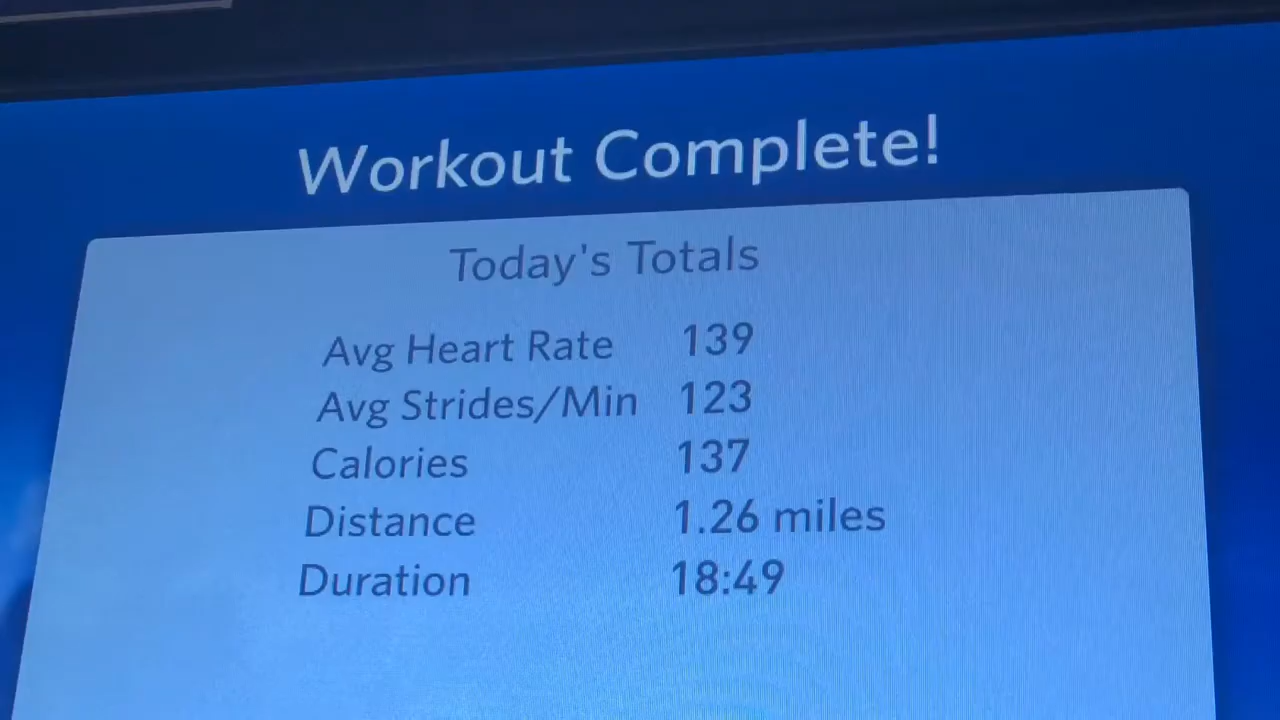 Workout Complete!
Today's Totals
Avg Heart Rate 139
Avg Strides/Min 123
Calories 137
Distance 1.26 miles
Duration 18:49